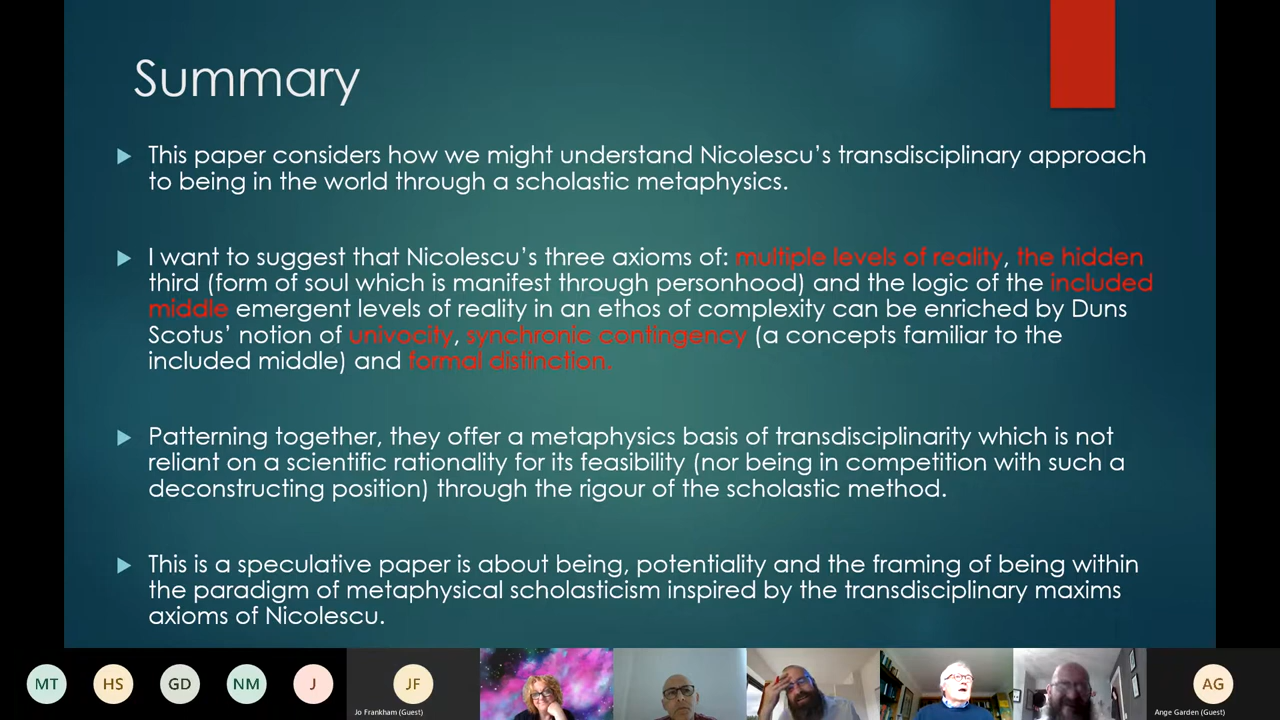 Summary
This paper considers how we might understand Nicolescu's transdisciplinary approach
to being in the world through a scholastic metaphysics.
I want to suggest that Nicolescu's three axioms of: multiple levels of reality, the hidden
third (form of soul which is manifest through personhood) and the logic of the included
middle emergent levels of reality in an ethos of complexity can be enriched by Duns
Scotus' notion of univocity, synchronic contingency (a concepts familiar to the
included middle) and formal distinction.
Patterning together, they offer a metaphysics basis of transdisciplinarity which is not
reliant on a scientific rationality for its feasibility (nor being in competition with such a
deconstructing position) through the rigour of the scholastic method.
This is a speculative paper is about being, potentiality and the framing of being within
the paradigm of metaphysical scholasticism inspired by the transdisciplinary maxims
axioms of Nicolescu.
MT HS GD NM J JF AG
Jo Frankham (Guest) Ange Garden (Guest)